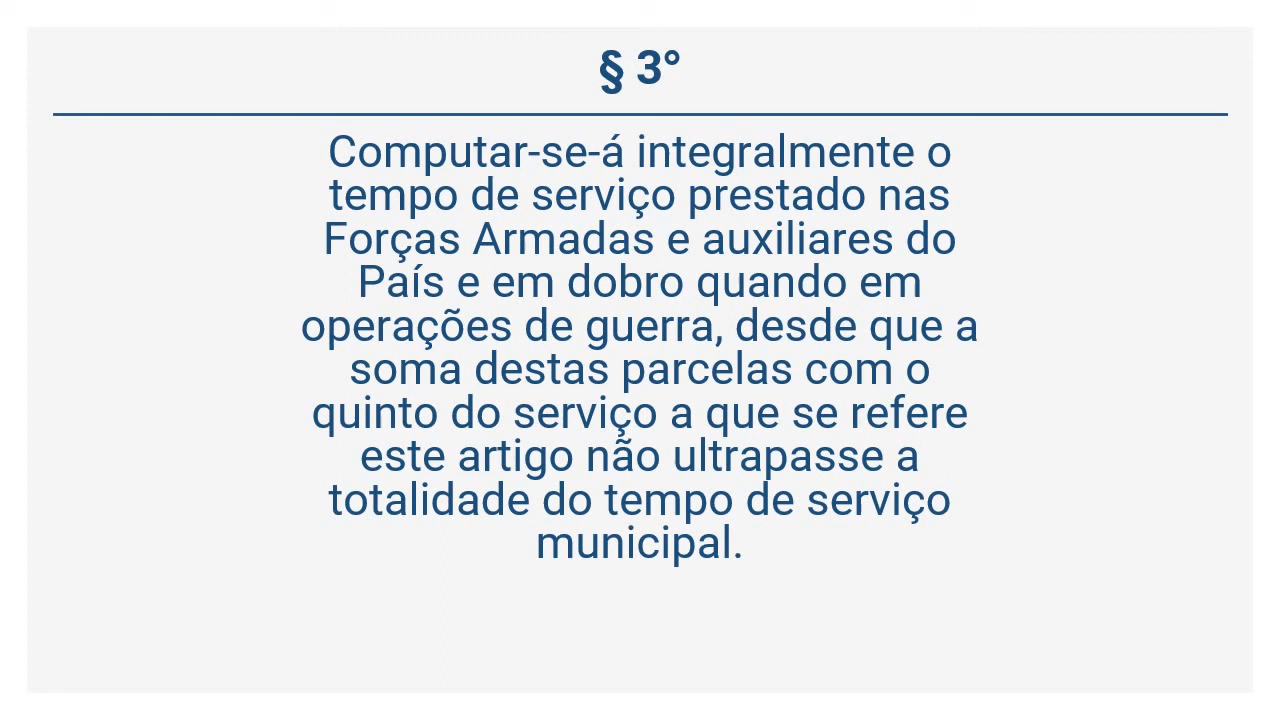 § 3°
Computar-se-á integralmente o
tempo de serviço prestado nas
Forças Armadas e auxiliares do
País e em dobro quando em
operações de guerra, desde que a
soma destas parcelas com o
quinto do serviço a que se refere
este artigo não ultrapasse a
totalidade do tempo de serviço
municipal.